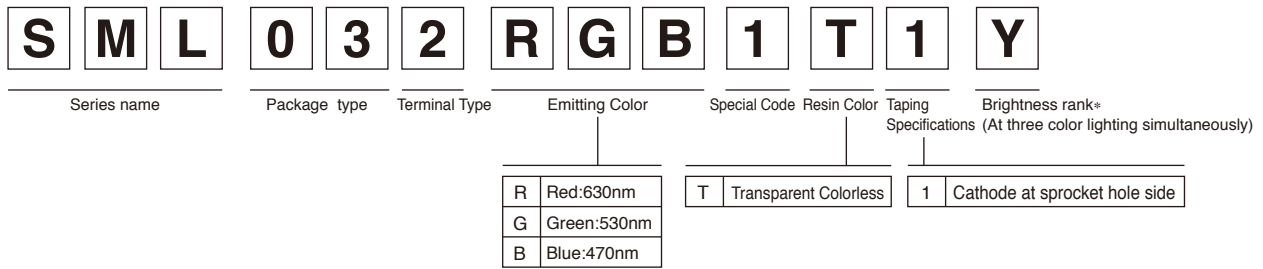 S M L 0 3 2 R G B 1 T 1 Y
Series name Package type Terminal Type Emitting Color Special Code Resin Color Taping Specifications Brightness rank* (At three color lighting simultaneously)
R Red:630nm T Transparent Colorless 1 Cathode at sprocket hole side
G Green:530nm
B Blue:470nm